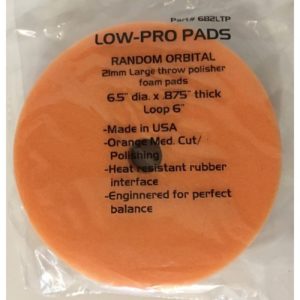 Part# 682LTP
LOW-PRO PADS
RANDOM ORBITAL
21mm Large throw polisher
foam pads
6.5" dia. x .875" thick
Loop 6"
-Made in USA
-Orange Med. Cut/
Polishing
-Heat resistant rubber
interface
-Enginnered for perfect
balance